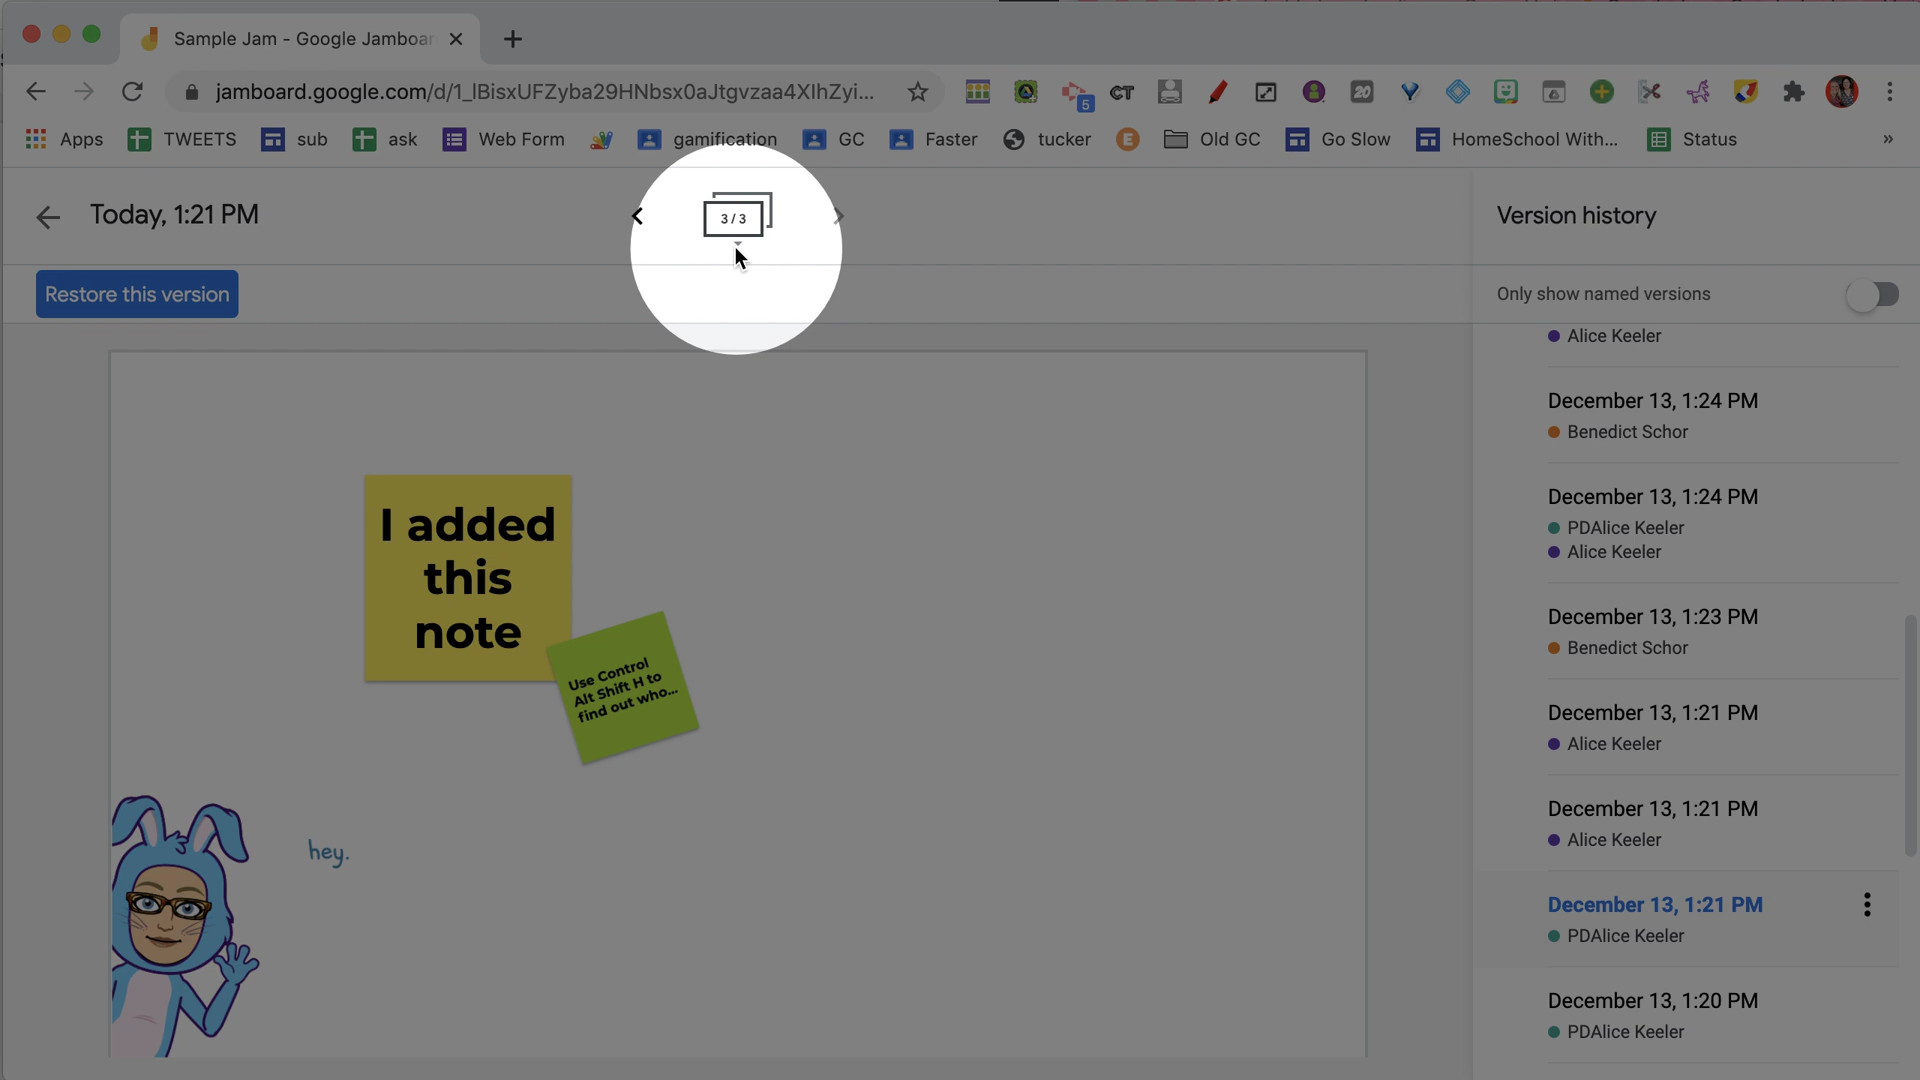 Sample Jam - Google Jamboar
jamboard.google.com/d/1_lBisxUFZyba29HNbsx0aJtgvzaa4XIhZyi...
5
CT
20
Apps
TWEETS
sub
ask
Web Form
gamification
GC
Faster
tucker
E
Old GC
Go Slow
HomeSchool With...
Status
»
Today, 1:21 PM
3 / 3
Version history
Restore this version
Only show named versions
Alice Keeler
December 13, 1:24 PM
Benedict Schor
December 13, 1:24 PM
PDAlice Keeler
Alice Keeler
December 13, 1:23 PM
Benedict Schor
December 13, 1:21 PM
Alice Keeler
December 13, 1:21 PM
Alice Keeler
December 13, 1:21 PM
PDAlice Keeler
December 13, 1:20 PM
PDAlice Keeler
I added
this
note
Use Control
Alt Shift H to
find out who...
hey.